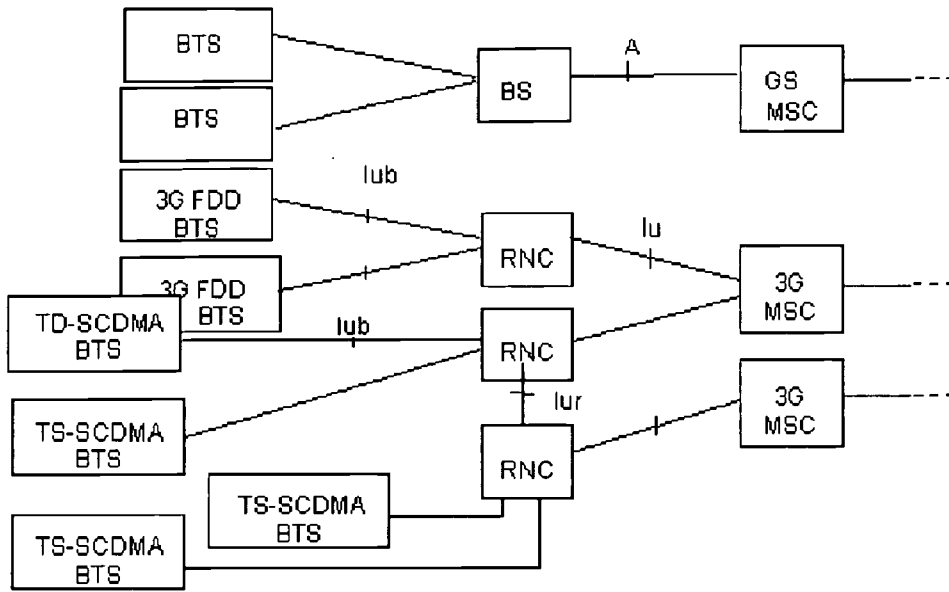 BTS
BTS
BS
A
GS
MSC
3G FDD
BTS
Iub
RNC
Iu
3G
MSC
3G FDD
BTS
TD-SCDMA
BTS
Iub
RNC
Iur
3G
MSC
TS-SCDMA
BTS
RNC
TS-SCDMA
BTS
TS-SCDMA
BTS